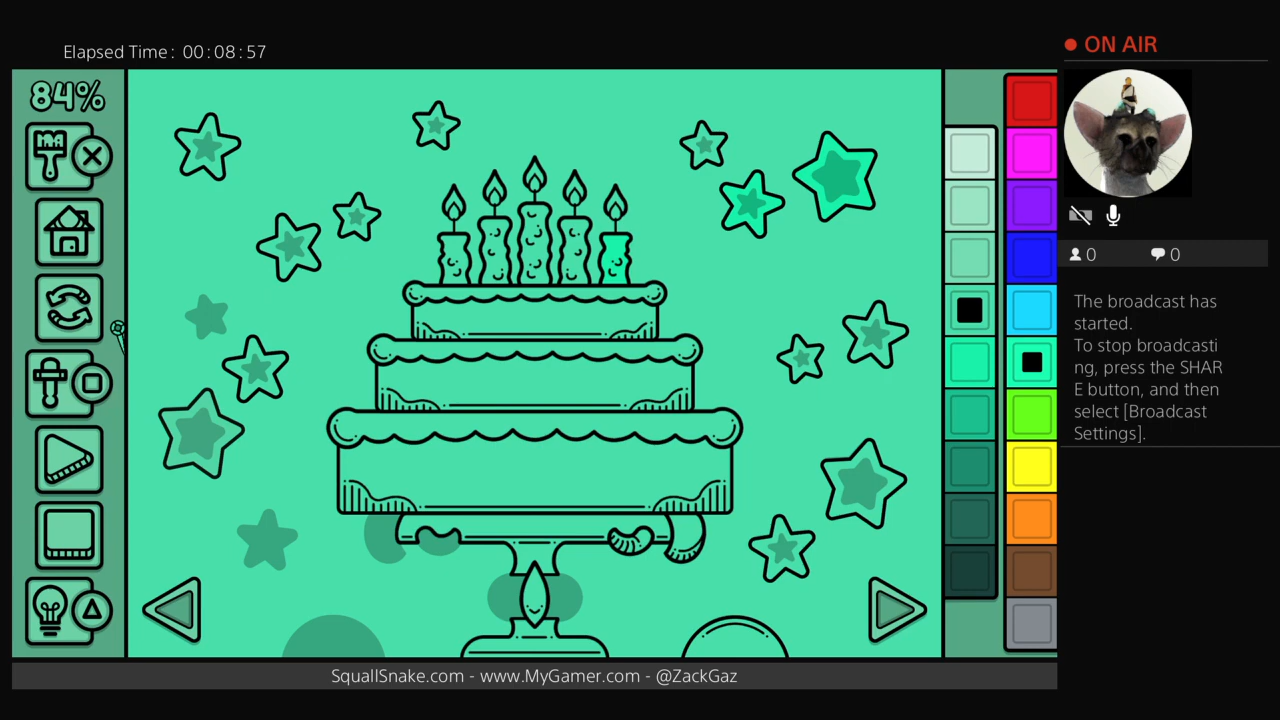 Elapsed Time: 00:08:57
ON AIR
84%
0 0
The broadcast has
started.
To stop broadcasti
ng, press the SHAR
E button, and then
select [Broadcast
Settings].
SquallSnake.com - www.MyGamer.com - @ZackGaz